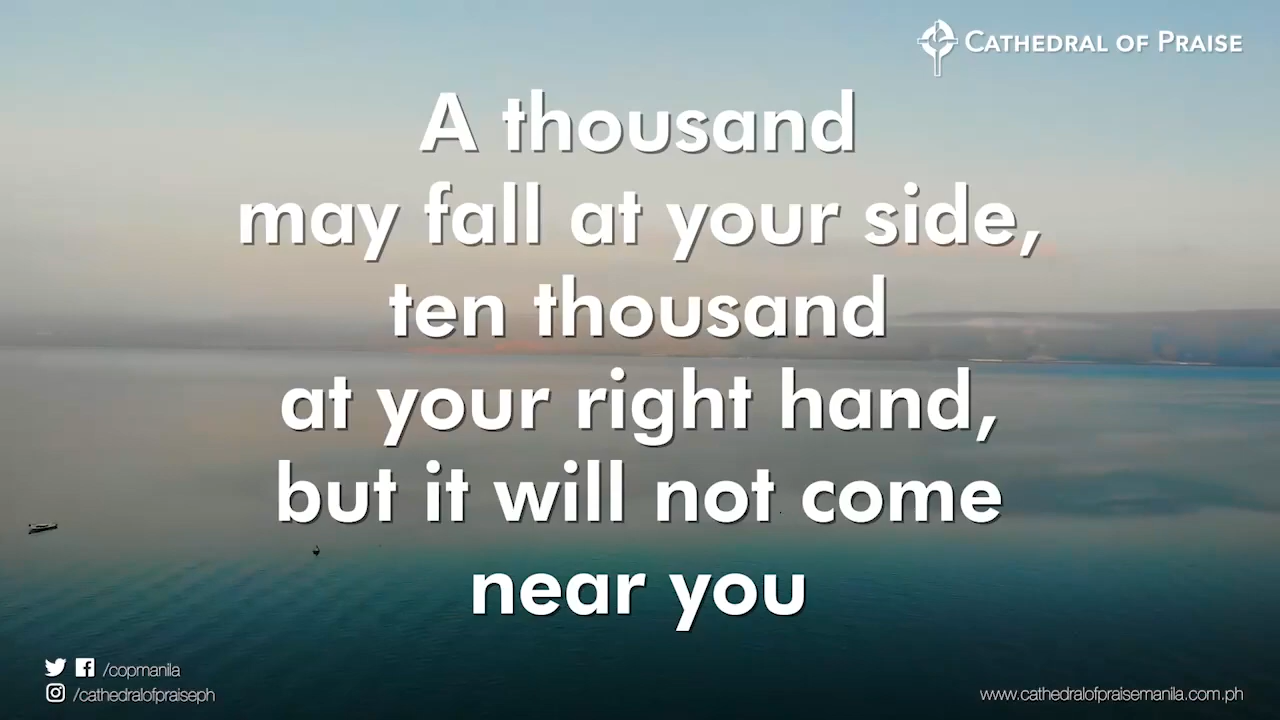 CATHEDRAL OF PRAISE
A thousand
may fall at your side,
ten thousand
at your right hand,
but it will not come
near you
/copmanila
/cathedralofpraiseph
www.cathedralofpraisemanila.com.ph